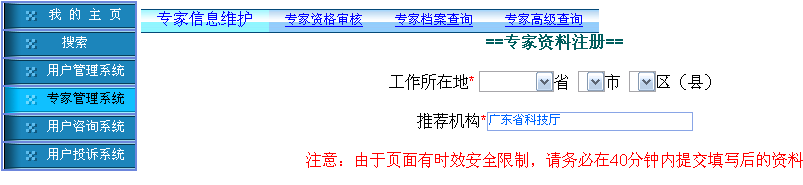 我 的 主 页
搜索
用户管理系统
专家管理系统
用户咨询系统
用户投诉系统
专家信息维护 专家资格审核 专家档案查询 专家高级查询
==专家资料注册==
工作所在地* 省 市 区（县）
推荐机构* 广东省科技厅
注意：由于页面有时效安全限制，请务必在40分钟内提交填写后的资料